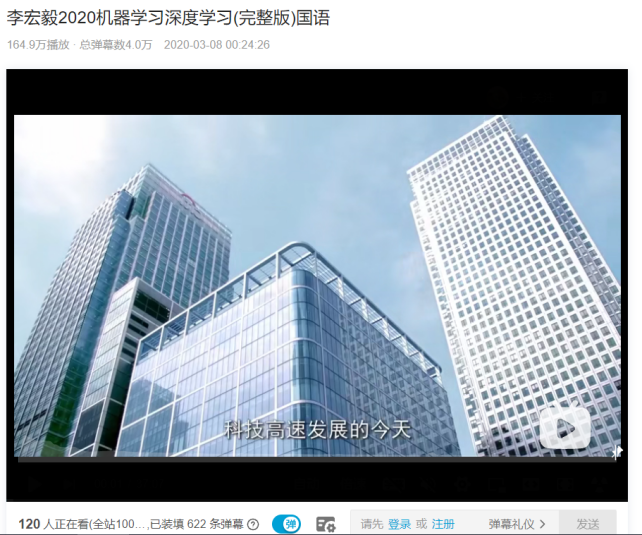 李宏毅2020机器学习深度学习(完整版)国语
164.9万播放 · 总弹幕数4.0万 2020-03-08 00:24:26
科技高速发展的今天
120 人正在看(全站100...,已装填 622 条弹幕 ?
弹
请先 登录 或 注册 弹幕礼仪 > 发送